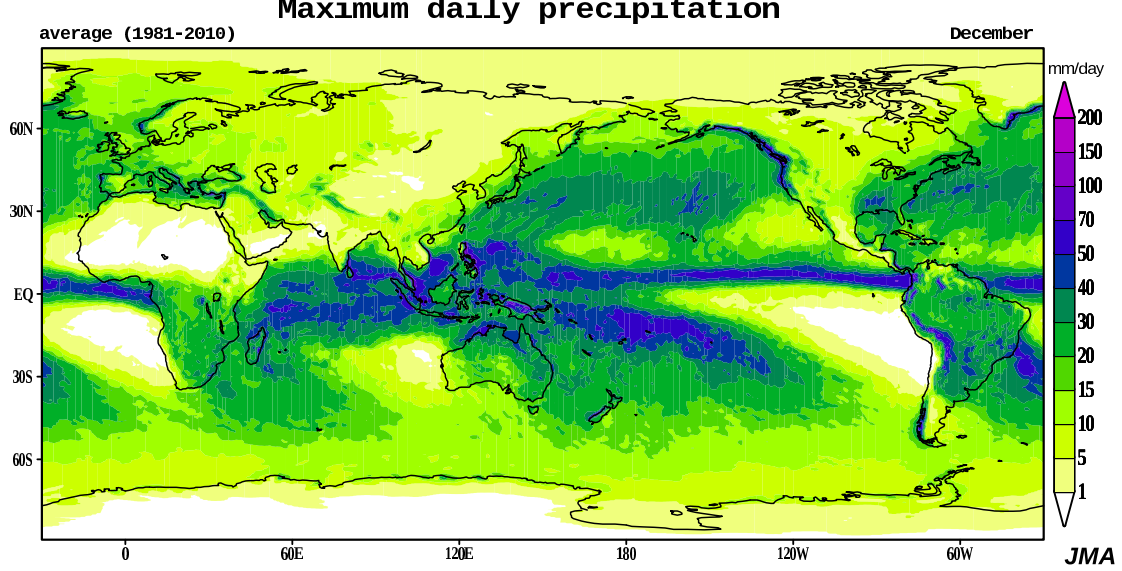 Maximum daily precipitation
average (1981-2010)
December
mm/day
200
150
100
70
50
40
30
20
15
10
5
1
60N
30N
EQ
30S
60S
0
60E
120E
180
120W
60W
JMA